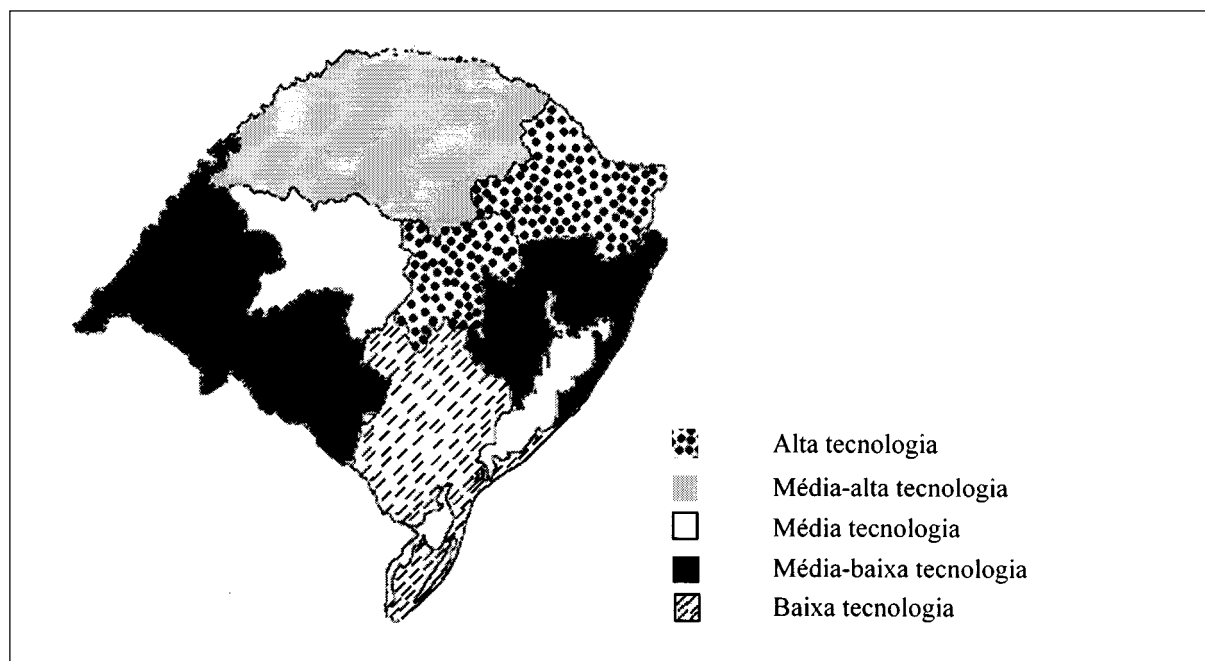 Alta tecnologia
Média-alta tecnologia
Média tecnologia
Média-baixa tecnologia
Baixa tecnologia